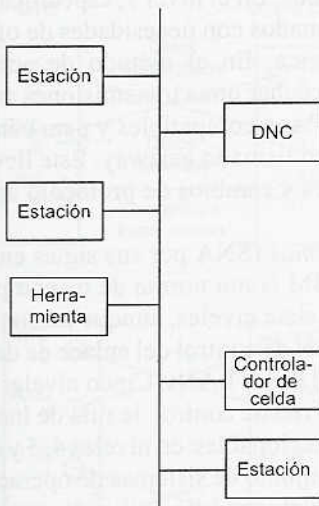 Estación
DNC
Estación
Herra-
mienta
Controla-
dor de
celda
Estación